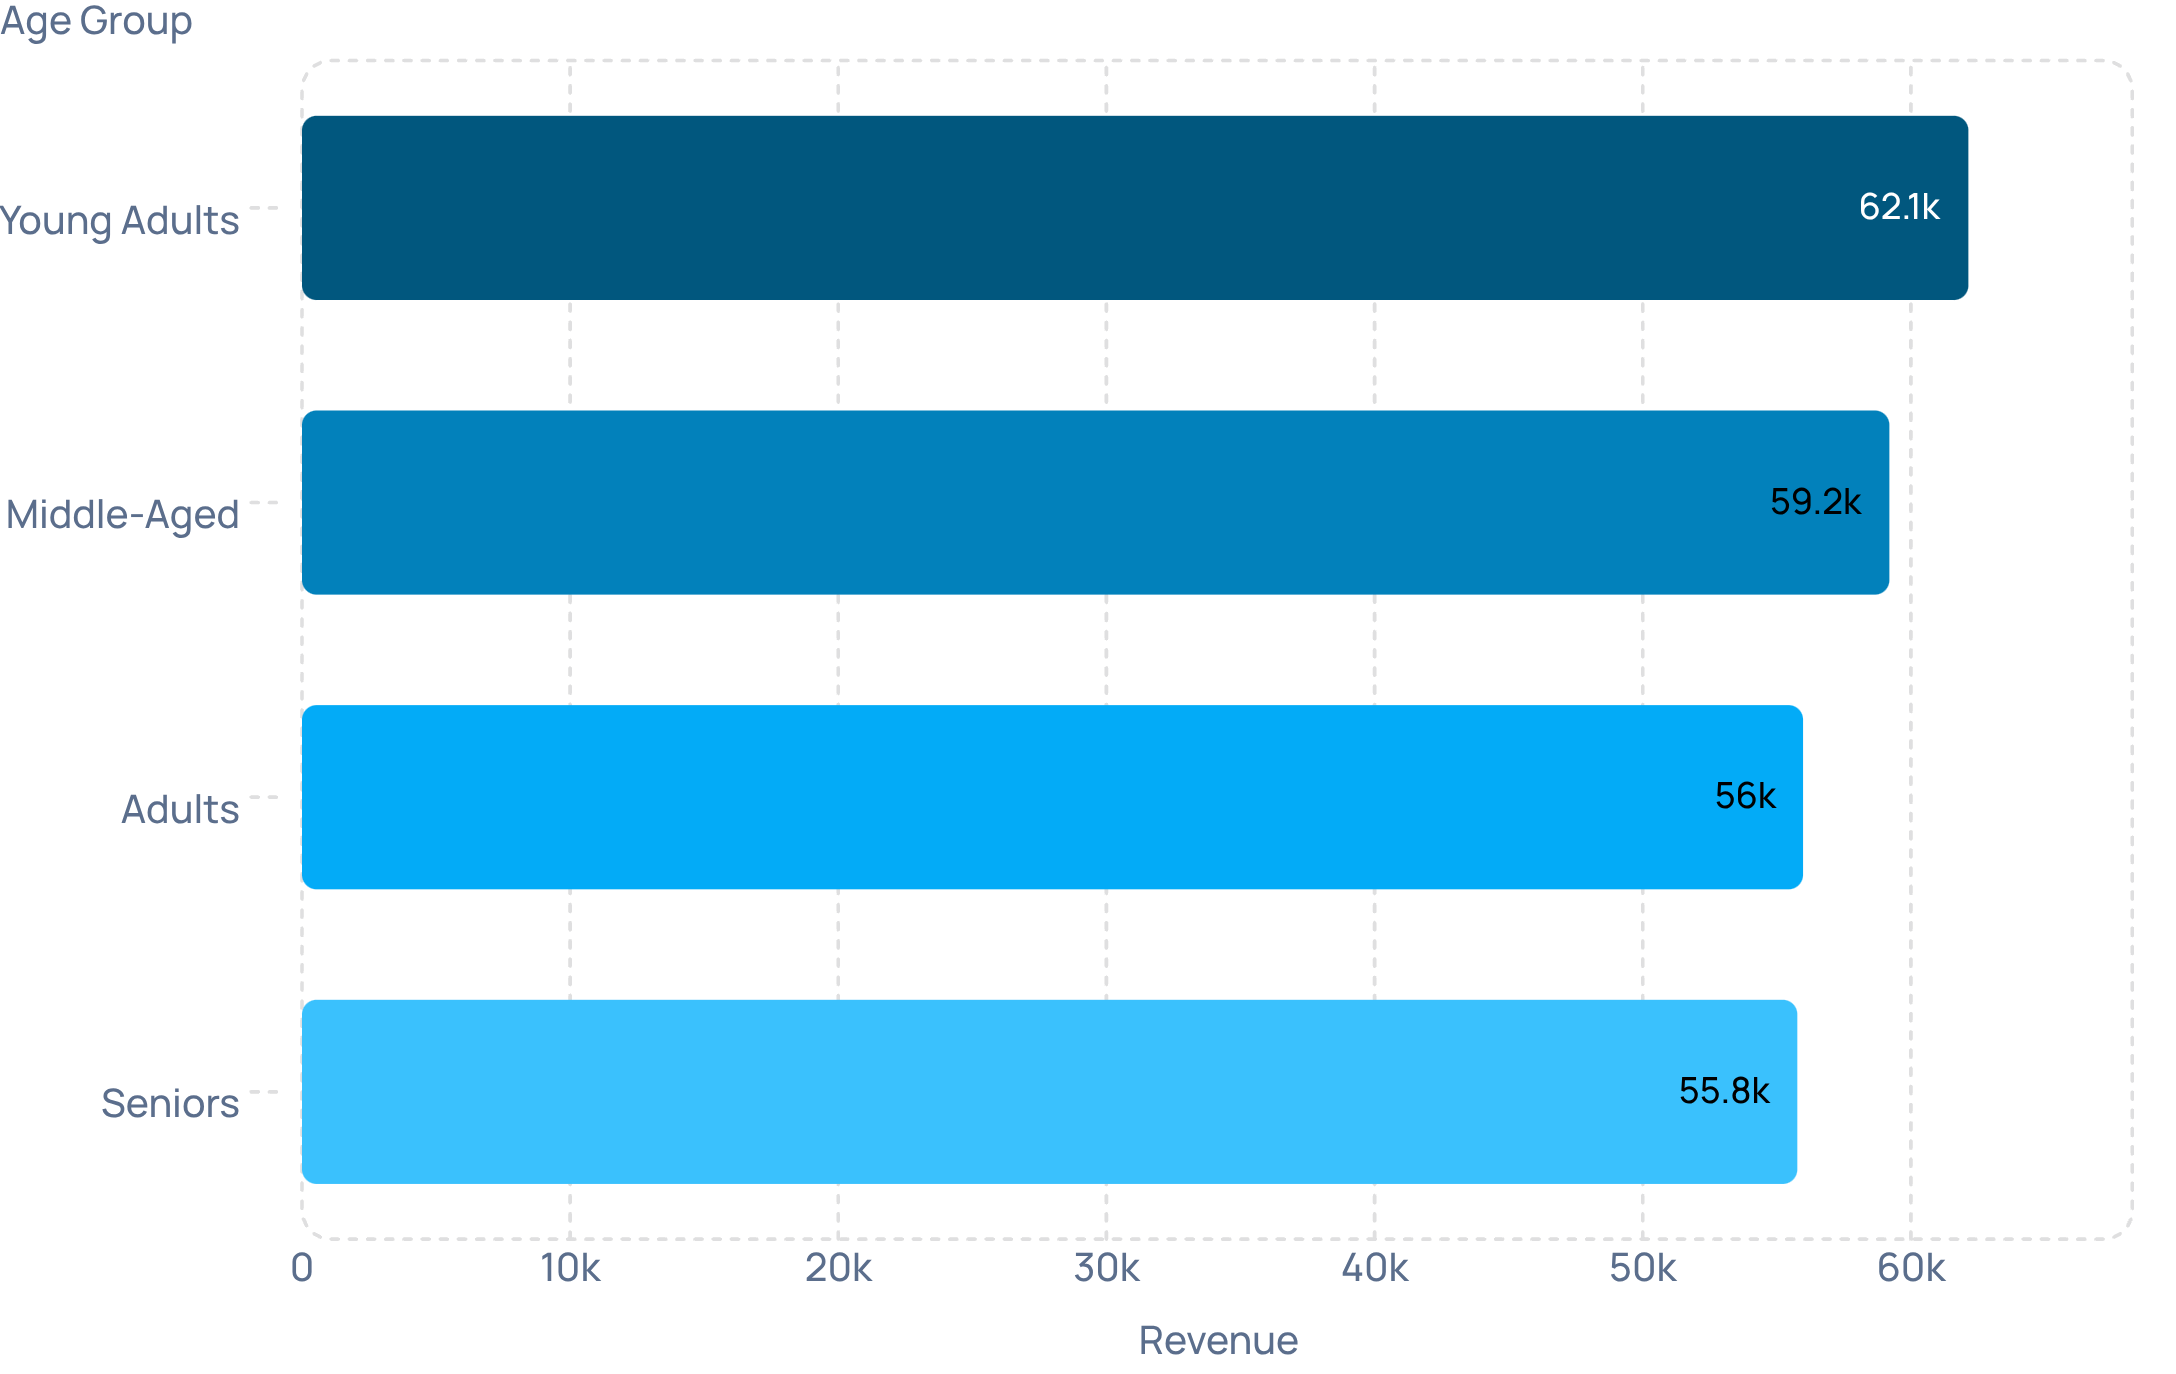 Age Group
Young Adults
62.1k
Middle-Aged
59.2k
Adults
56k
Seniors
55.8k
0 10k 20k 30k 40k 50k 60k
Revenue